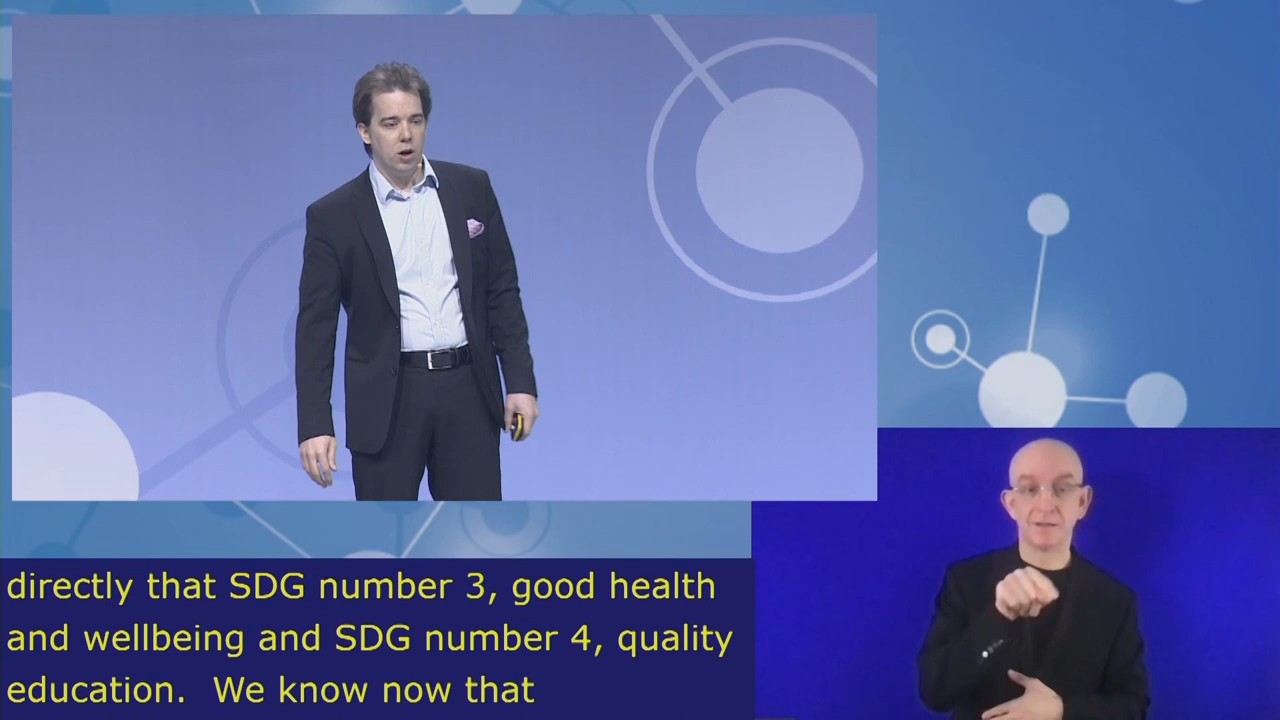 directly that SDG number 3, good health
and wellbeing and SDG number 4, quality
education.  We know now that